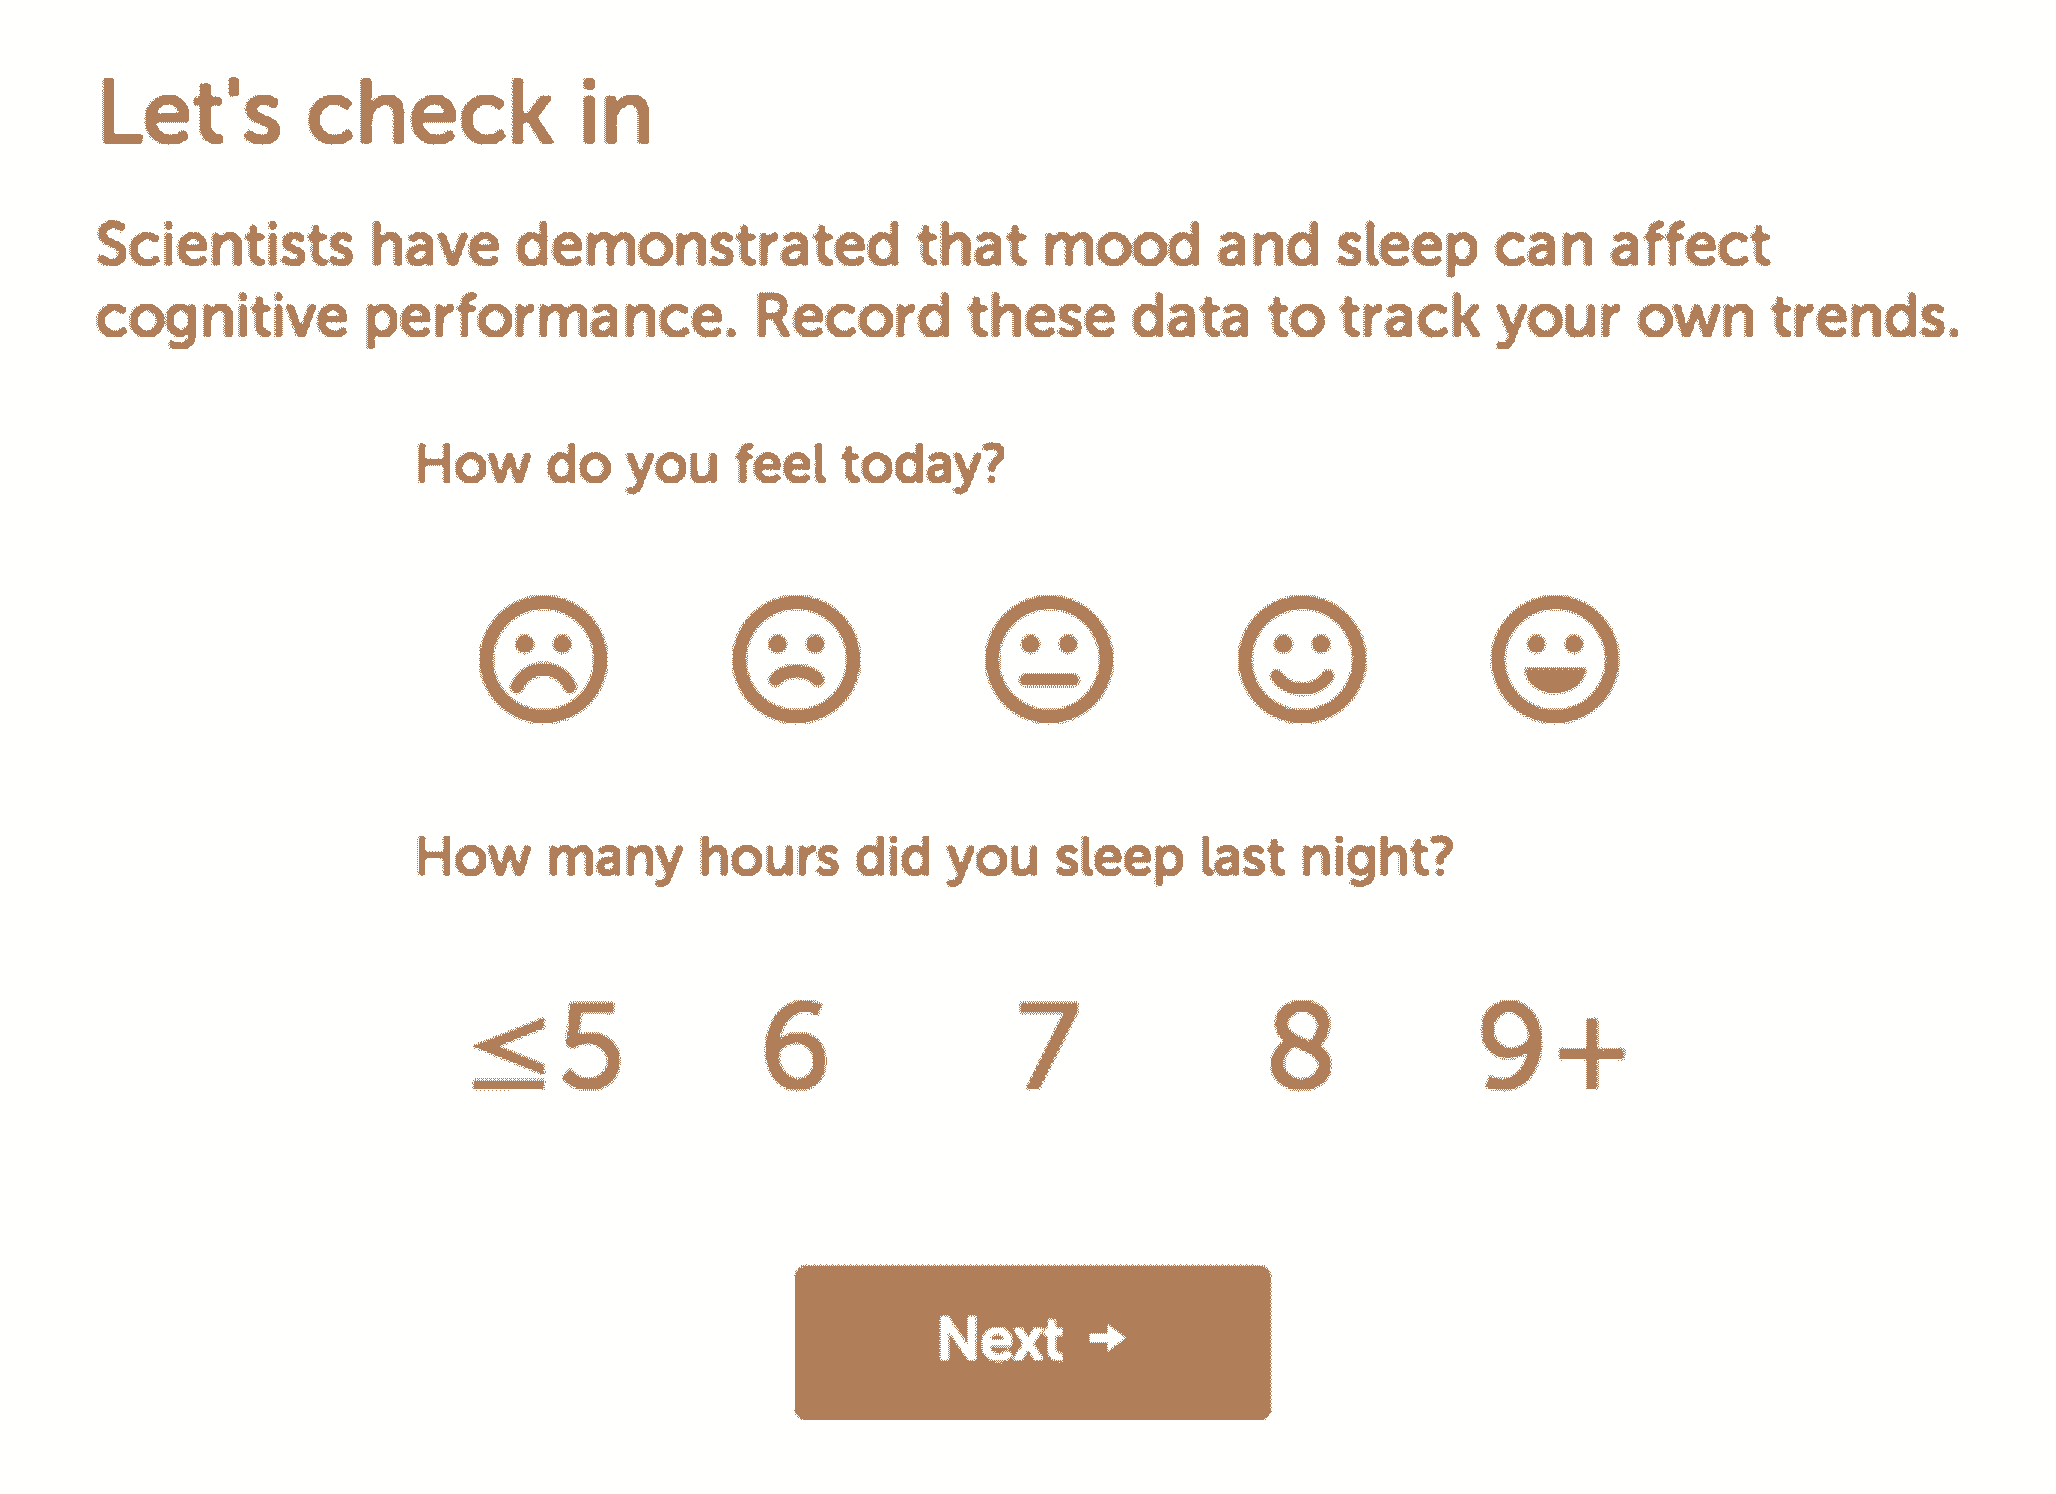 Let's check in
Scientists have demonstrated that mood and sleep can affect
cognitive performance. Record these data to track your own trends.
How do you feel today?
How many hours did you sleep last night?
≤5 6 7 8 9+
Next →